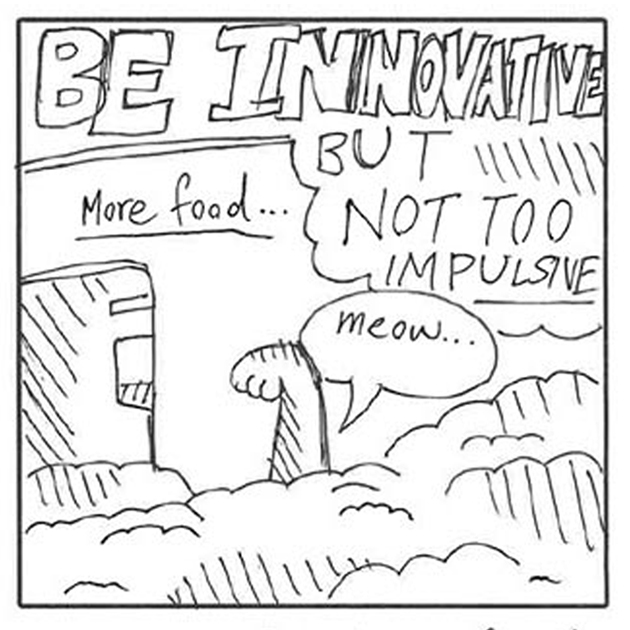 BE INNOVATIVE
BUT
NOT TOO
IMPULSIVE
More food...
meow...